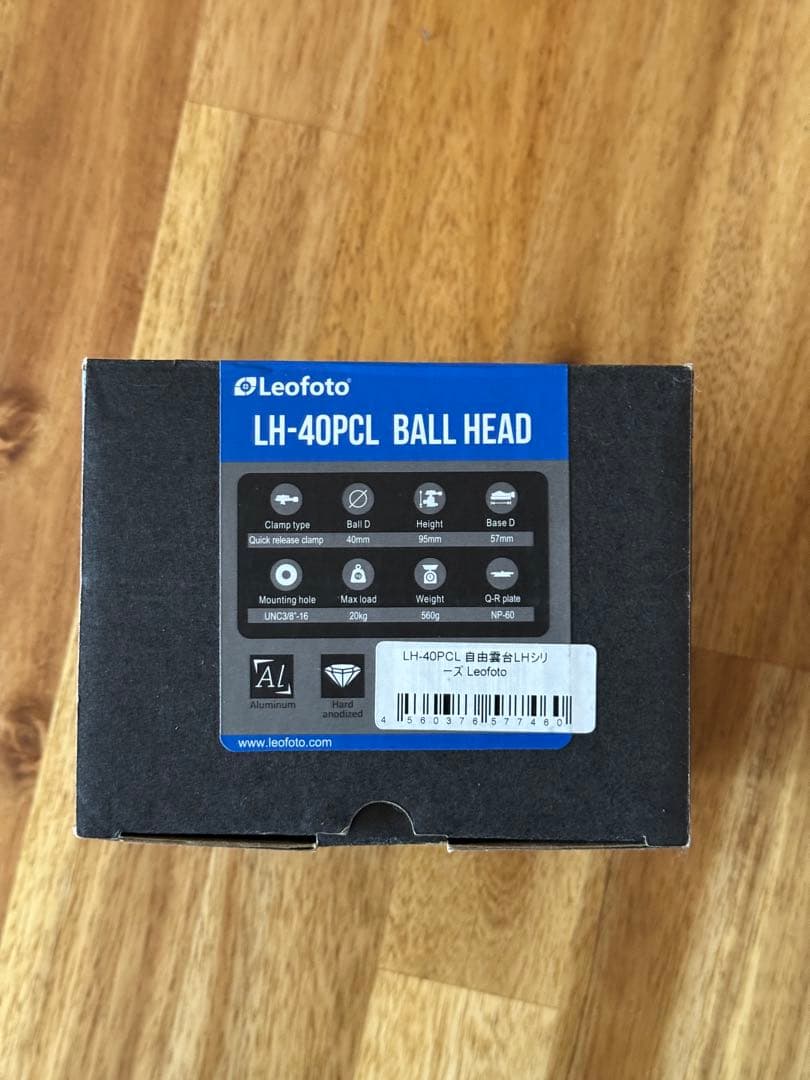 Leofoto®
LH-40PCL BALL HEAD
Clamp type Ball D Height Base D
Quick release clamp 40mm 95mm 57mm
Mounting hole Max load Weight Q-R plate
UNC3/8"-16 20kg 560g NP-60
Al
Aluminum
Hard
anodized
LH-40PCL 自由雲台LHシリ
ーズ Leofoto
4 560376 577460
www.leofoto.com